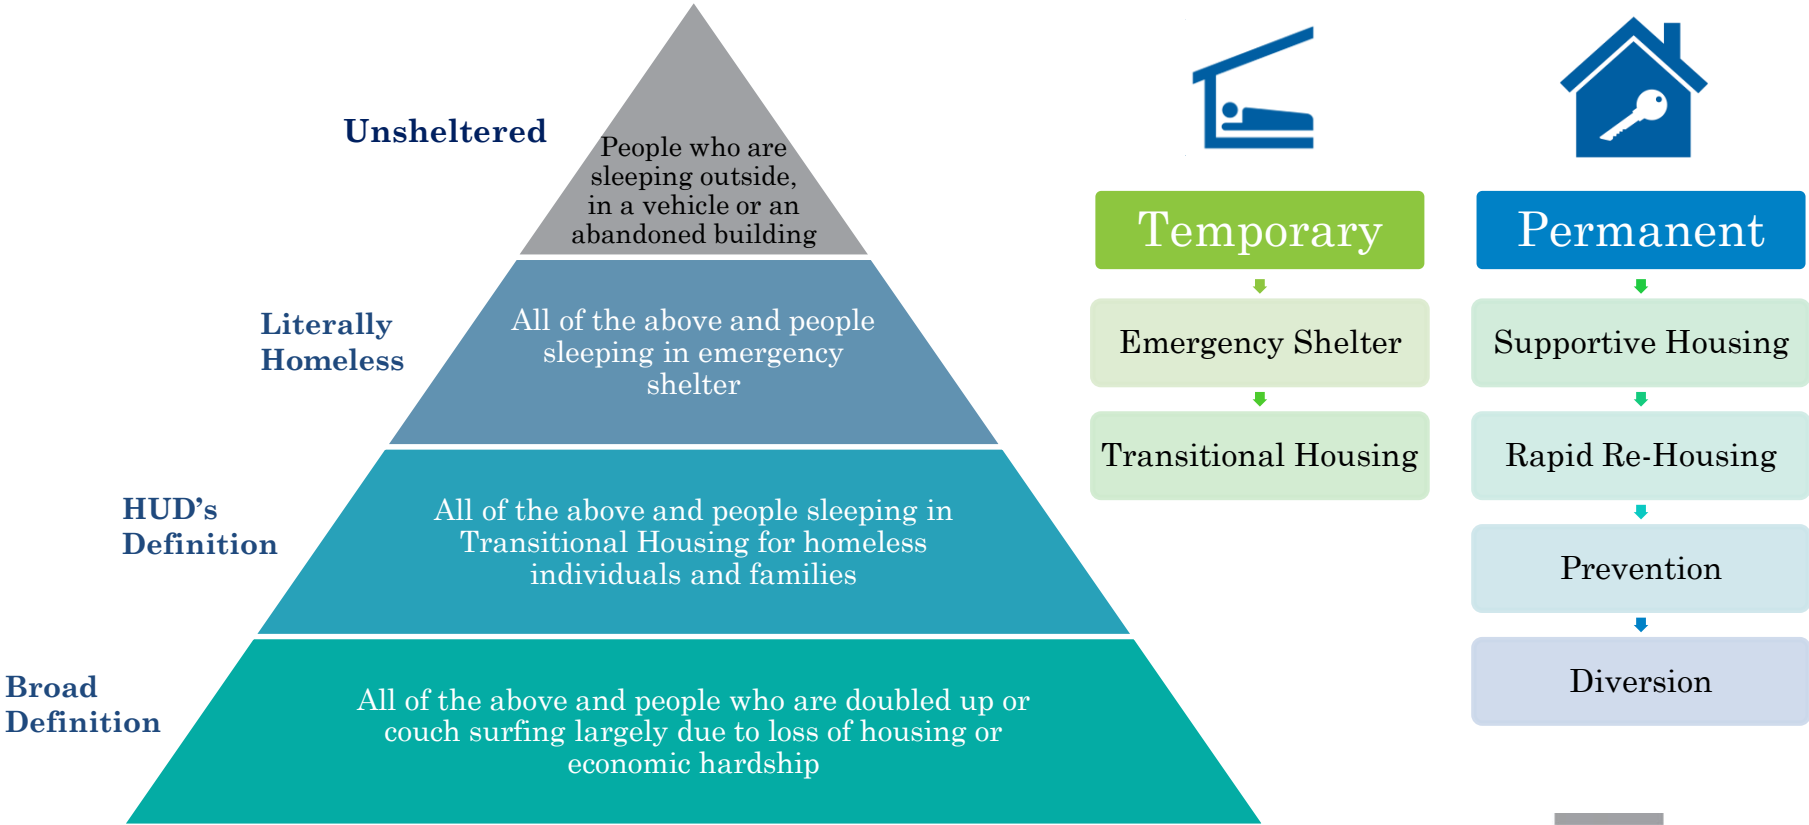 Unsheltered
People who are
sleeping outside,
in a vehicle or an
abandoned building
Literally
Homeless
All of the above and people
sleeping in emergency
shelter
HUD’s
Definition
All of the above and people sleeping in
Transitional Housing for homeless
individuals and families
Broad
Definition
All of the above and people who are doubled up or
couch surfing largely due to loss of housing or
economic hardship
Temporary
Emergency Shelter
Transitional Housing
Permanent
Supportive Housing
Rapid Re-Housing
Prevention
Diversion